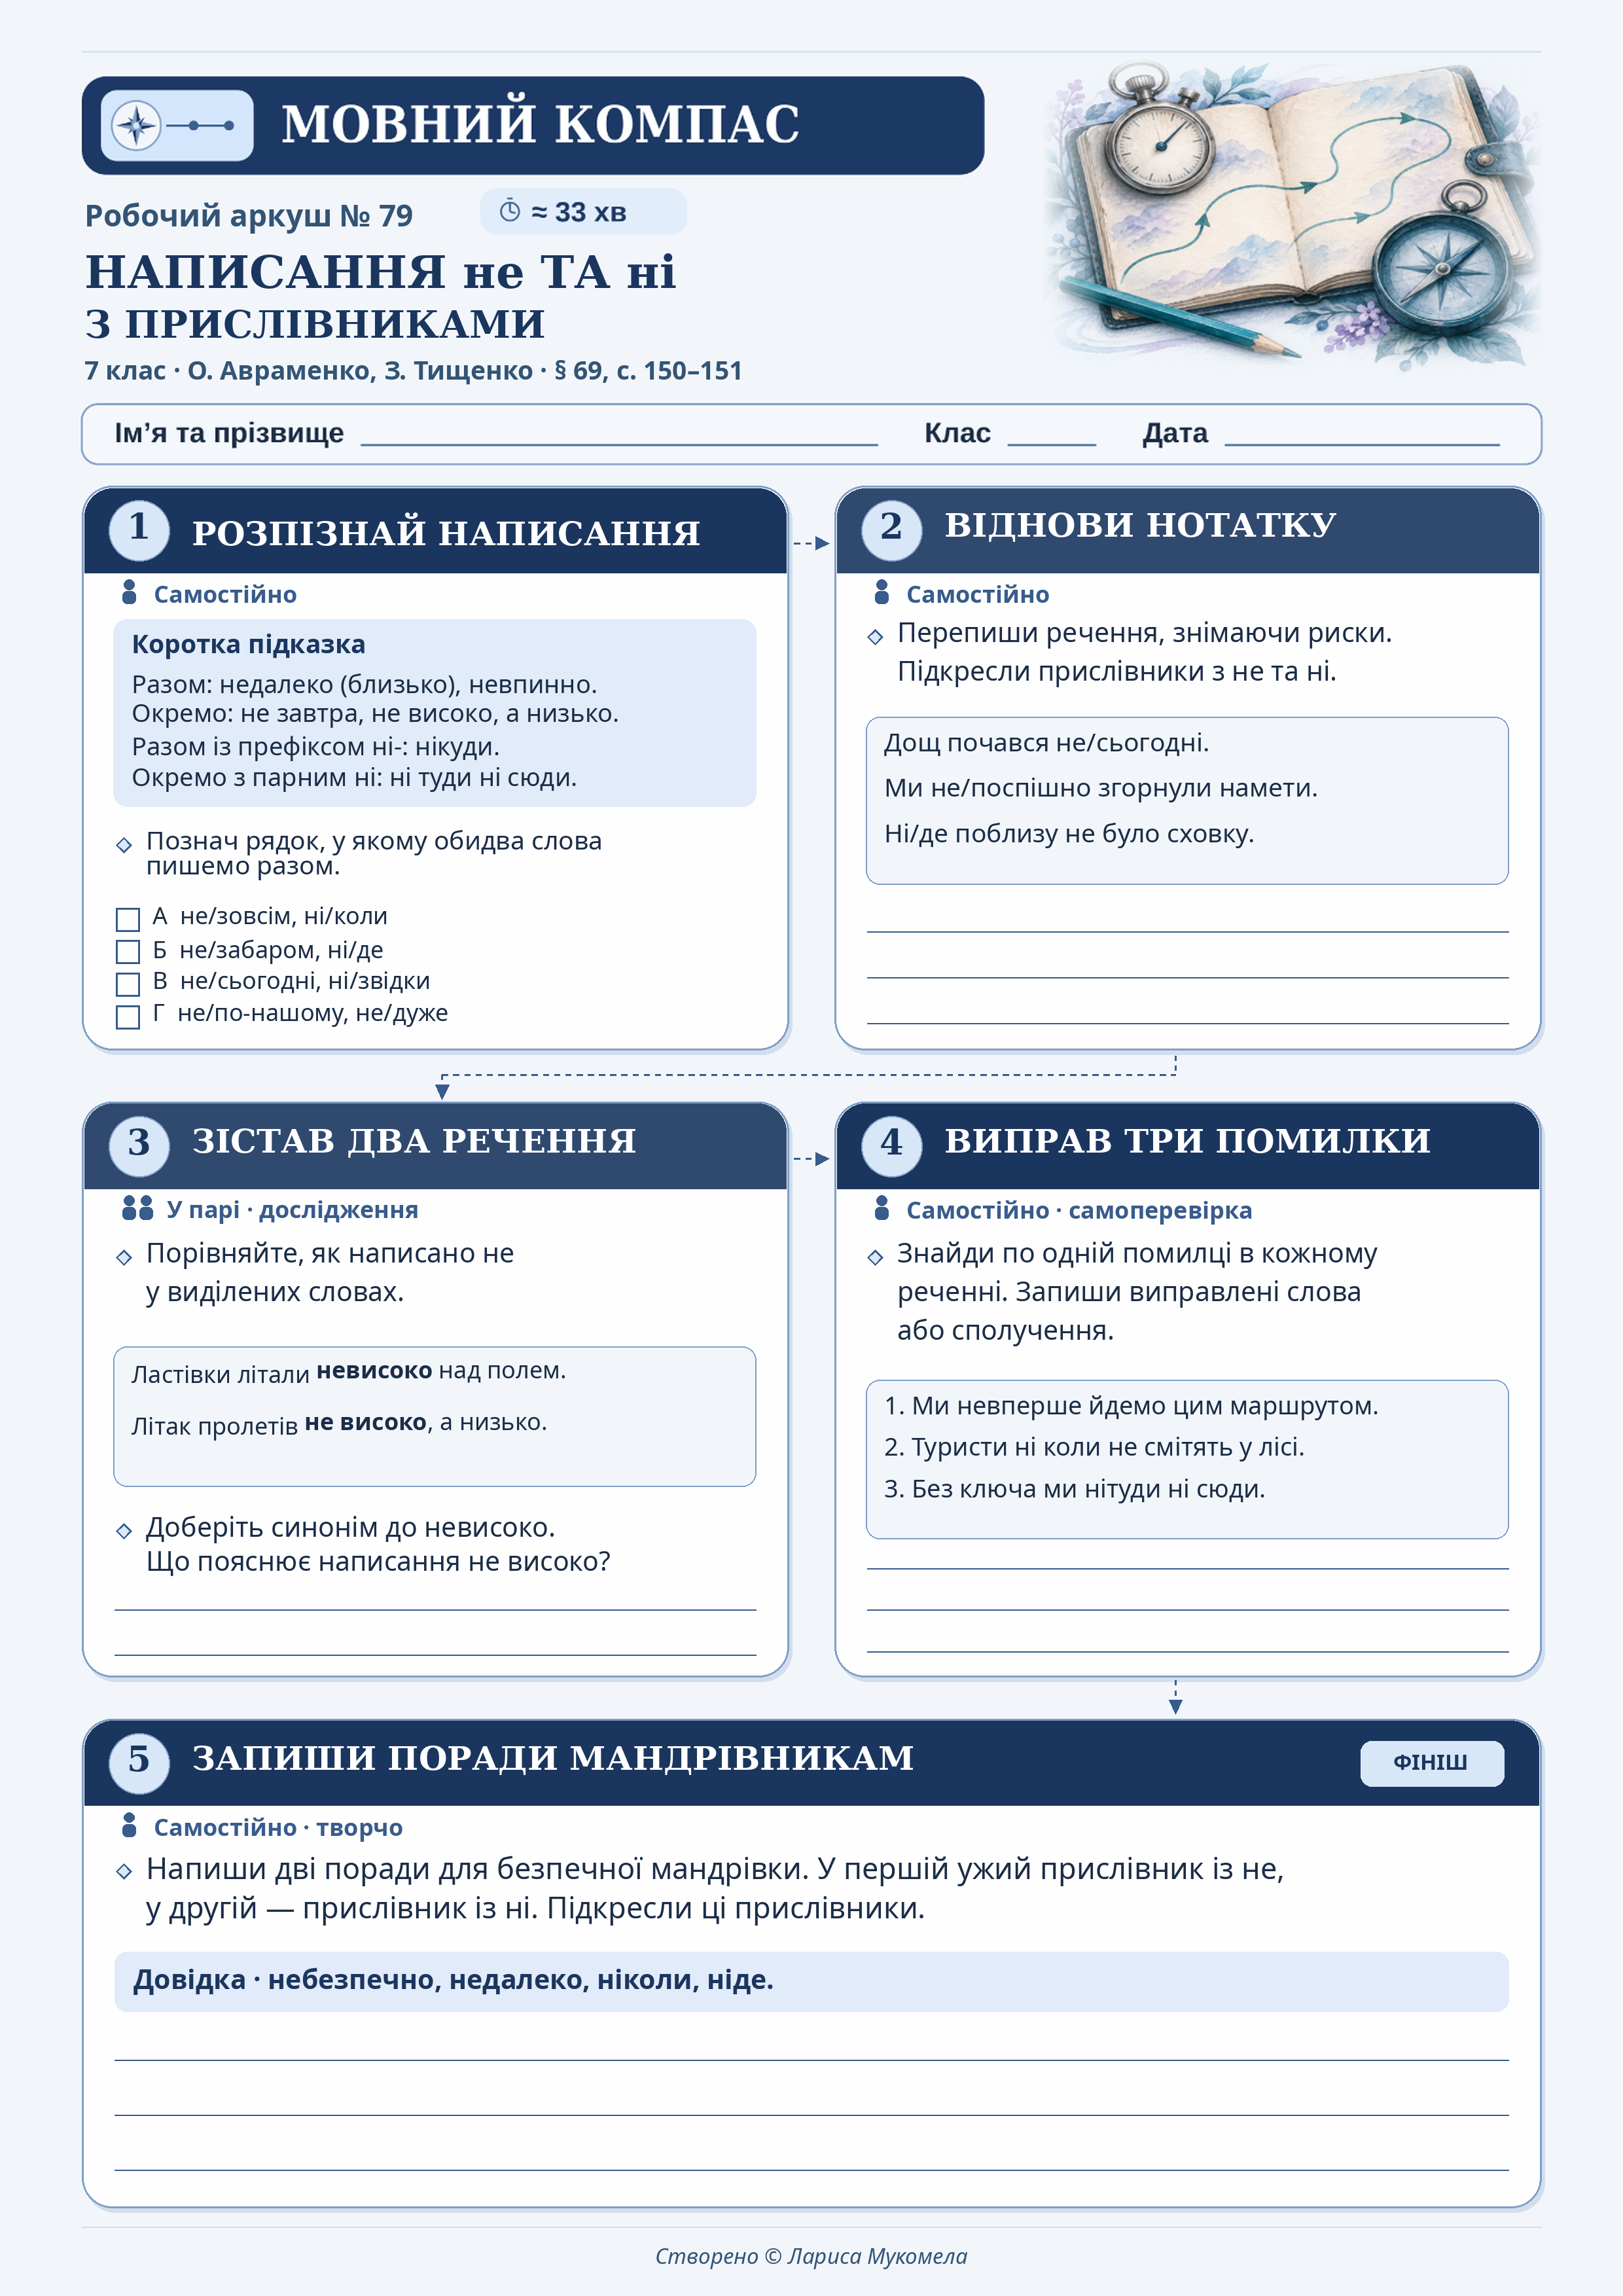 МОВНИЙ КОМПАС
Робочий аркуш № 79
≈ 33 хв
НАПИСАННЯ не ТА ні
З ПРИСЛІВНИКАМИ
7 клас · О. Авраменко, З. Тищенко · § 69, с. 150–151
Ім’я та прізвище Клас Дата
1 РОЗПІЗНАЙ НАПИСАННЯ
Самостійно
Коротка підказка
Разом: недалеко (близько), невпинно.
Окремо: не завтра, не високо, а низько.
Разом із префіксом ні-: нікуди.
Окремо з парним ні: ні туди ні сюди.
Познач рядок, у якому обидва слова
пишемо разом.
А не/зовсім, ні/коли
Б не/забаром, ні/де
В не/сьогодні, ні/звідки
Г не/по-нашому, не/дуже
2 ВІДНОВИ НОТАТКУ
Самостійно
Перепиши речення, знімаючи риски.
Підкресли прислівники з не та ні.
Дощ почався не/сьогодні.
Ми не/поспішно згорнули намети.
Ні/де поблизу не було сховку.
3 ЗІСТАВ ДВА РЕЧЕННЯ
У парі · дослідження
Порівняйте, як написано не
у виділених словах.
Ластівки літали невисоко над полем.
Літак пролетів не високо, а низько.
Доберіть синонім до невисоко.
Що пояснює написання не високо?
4 ВИПРАВ ТРИ ПОМИЛКИ
Самостійно · самоперевірка
Знайди по одній помилці в кожному
реченні. Запиши виправлені слова
або сполучення.
1. Ми невперше йдемо цим маршрутом.
2. Туристи ні коли не смітять у лісі.
3. Без ключа ми нітуди ні сюди.
5 ЗАПИШИ ПОРАДИ МАНДРІВНИКАМ
ФІНІШ
Самостійно · творчо
Напиши дві поради для безпечної мандрівки. У першій ужий прислівник із не,
у другій — прислівник із ні. Підкресли ці прислівники.
Довідка · небезпечно, недалеко, ніколи, ніде.
Створено © Лариса Мукомела